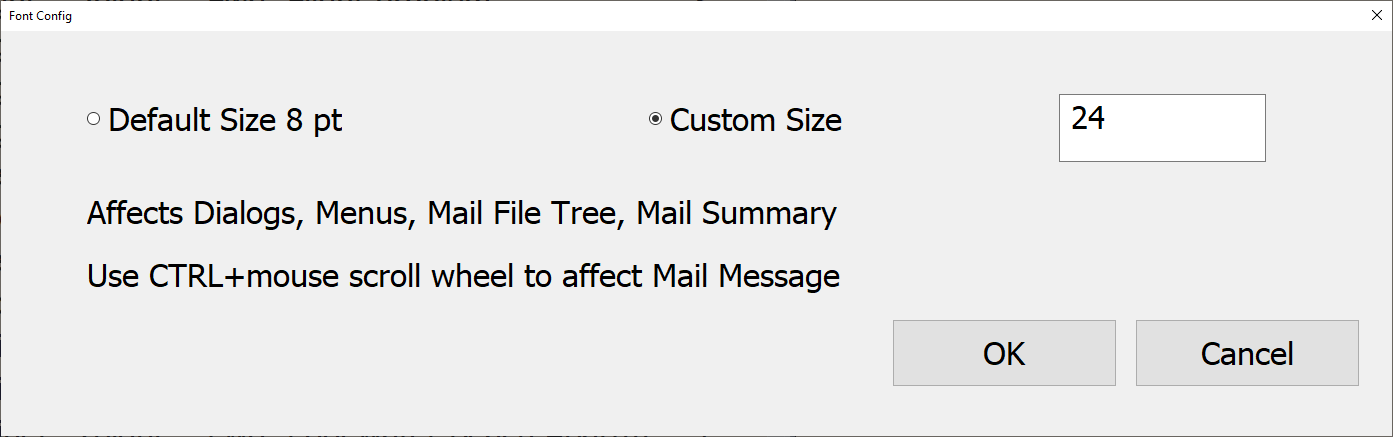 Font Config
Default Size 8 pt Custom Size 24
Affects Dialogs, Menus, Mail File Tree, Mail Summary
Use CTRL+mouse scroll wheel to affect Mail Message
OK Cancel